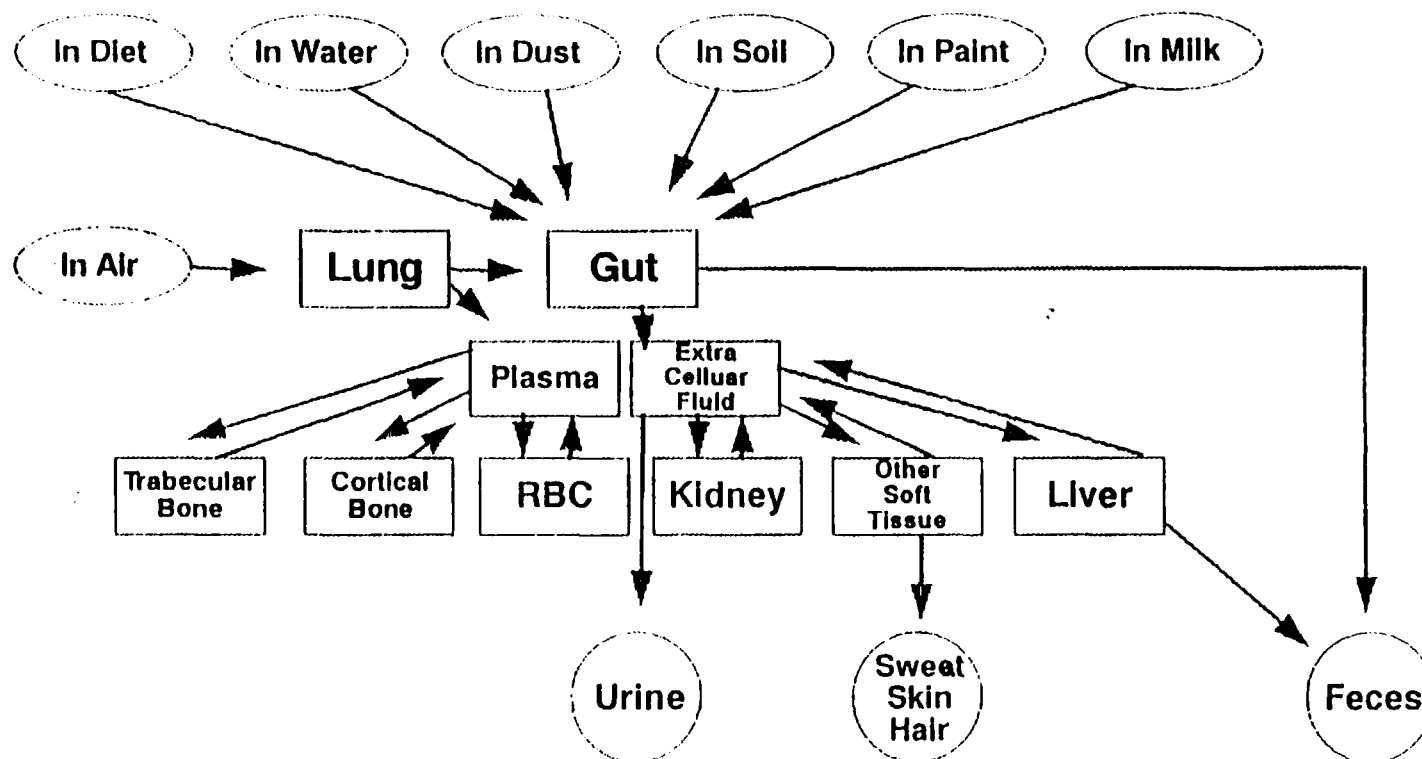 In Diet
In Water
In Dust
In Soil
In Paint
In Milk
In Air
Lung
Gut
Plasma
Extra
Celluar
Fluid
Trabecular
Bone
Cortical
Bone
RBC
Kidney
Other
Soft
Tissue
Liver
Urine
Sweat
Skin
Hair
Feces